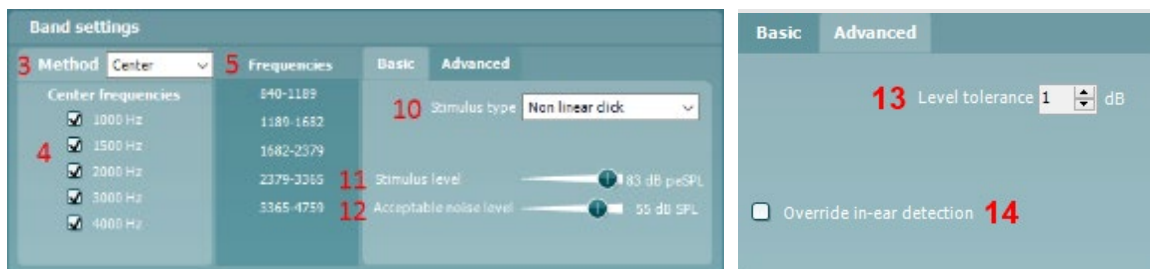 Band settings
3 Method Center
Center frequencies
1000 Hz
1500 Hz
4
2000 Hz
3000 Hz
4000 Hz
5 Frequencies
840-1189
1189-1682
1682-2379
2379-3365
3365-4759
Basic Advanced
10 Stimulus type Non linear click
11 Stimulus level 83 dB peSPL
12 Acceptable noise level 55 dB SPL
Basic Advanced
13 Level tolerance 1 dB
Override in-ear detection 14